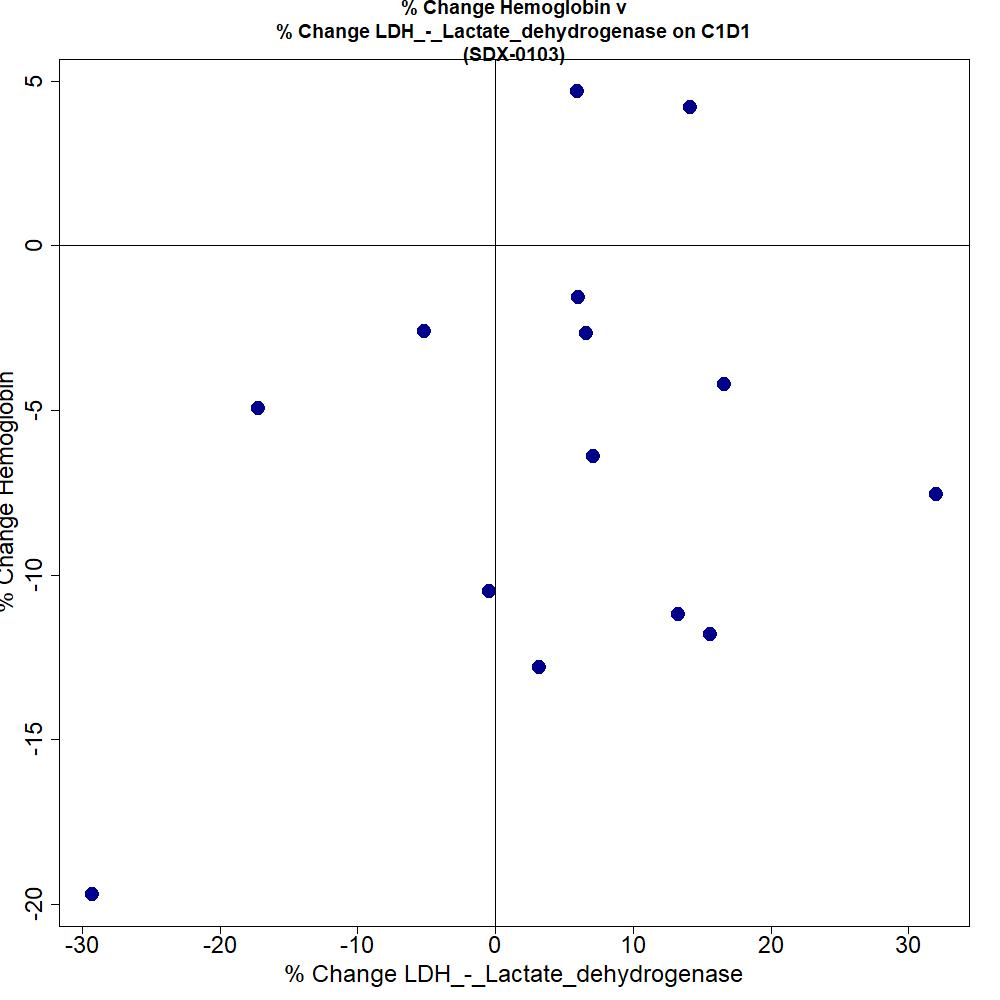 % Change Hemoglobin v
% Change LDH_-_Lactate_dehydrogenase on C1D1
(SDX-0103)
% Change Hemoglobin
5
0
-5
-10
-15
-20
-30
-20
-10
0
10
20
30
% Change LDH_-_Lactate_dehydrogenase